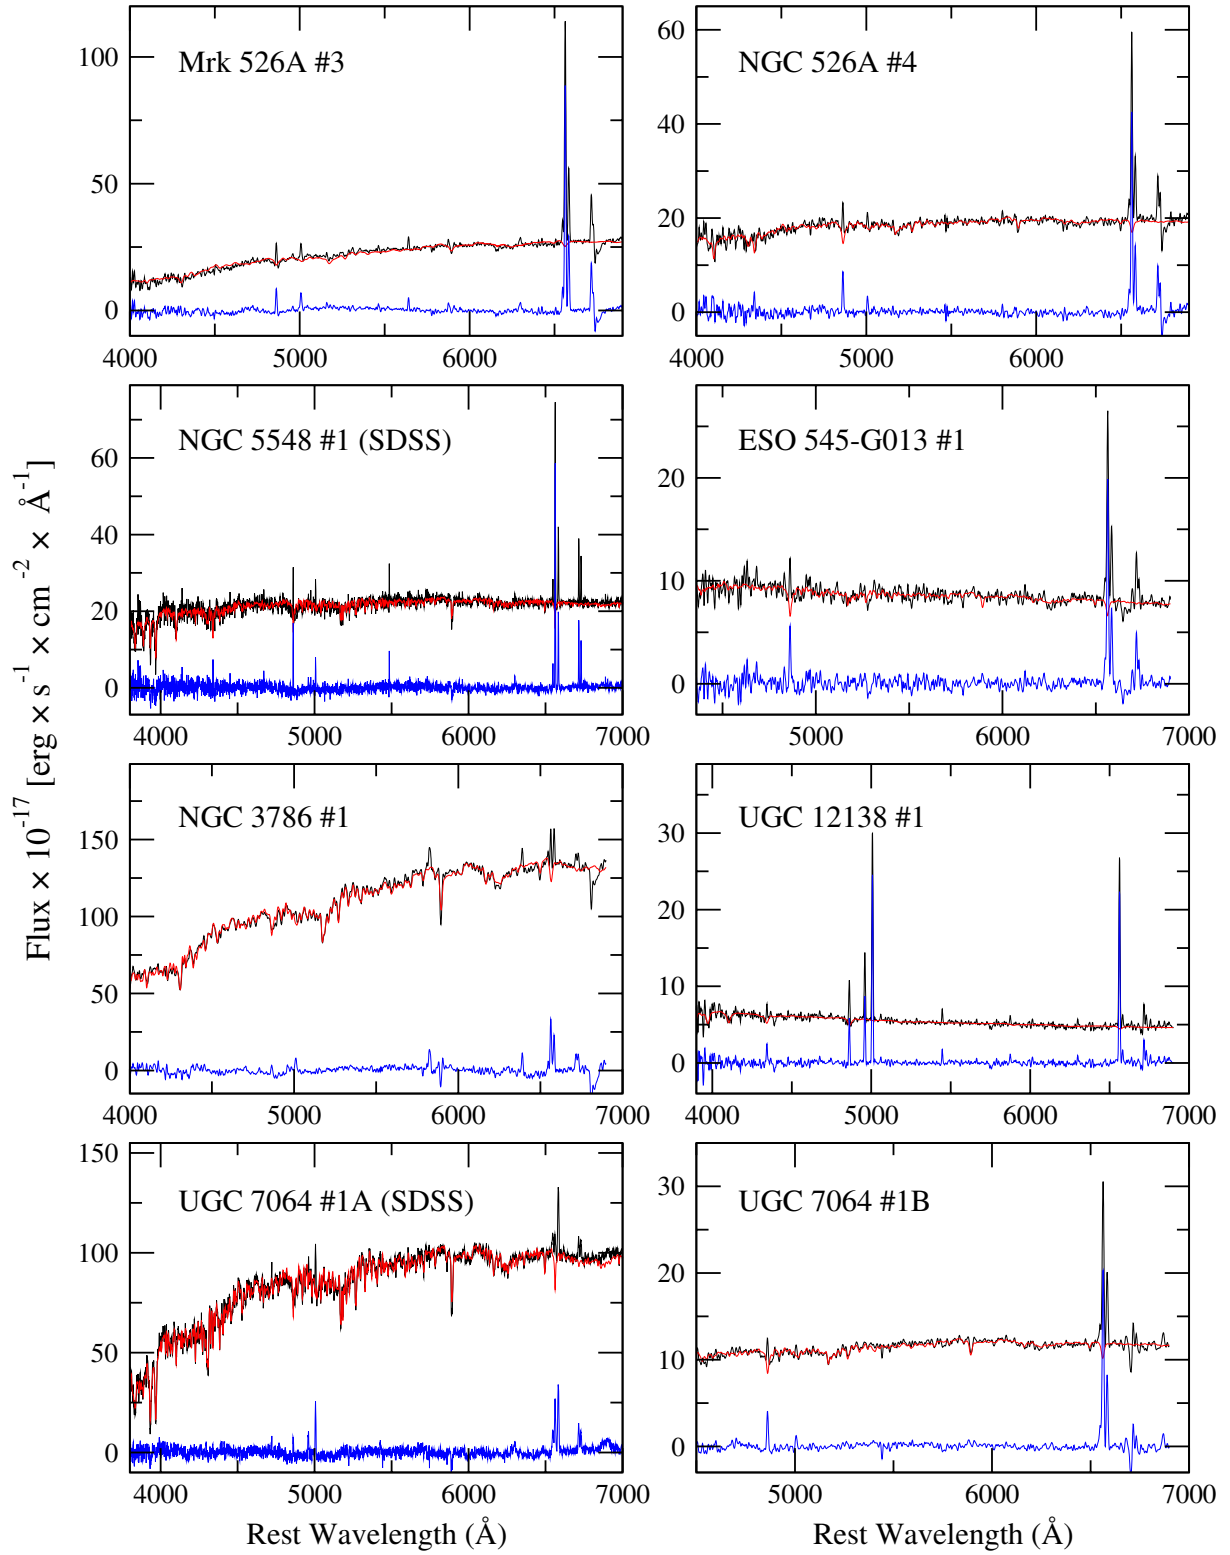 Flux × 10⁻¹⁷ [erg × s⁻¹ × cm⁻² × Å⁻¹]
Mrk 526A #3
100
50
0
4000 5000 6000
NGC 526A #4
60
40
20
0
4000 5000 6000
NGC 5548 #1 (SDSS)
60
40
20
0
4000 5000 6000 7000
ESO 545-G013 #1
20
10
0
5000 6000 7000
NGC 3786 #1
150
100
50
0
4000 5000 6000 7000
UGC 12138 #1
30
20
10
0
4000 5000 6000 7000
UGC 7064 #1A (SDSS)
150
100
50
0
4000 5000 6000 7000
Rest Wavelength (Å)
UGC 7064 #1B
30
20
10
0
5000 6000 7000
Rest Wavelength (Å)